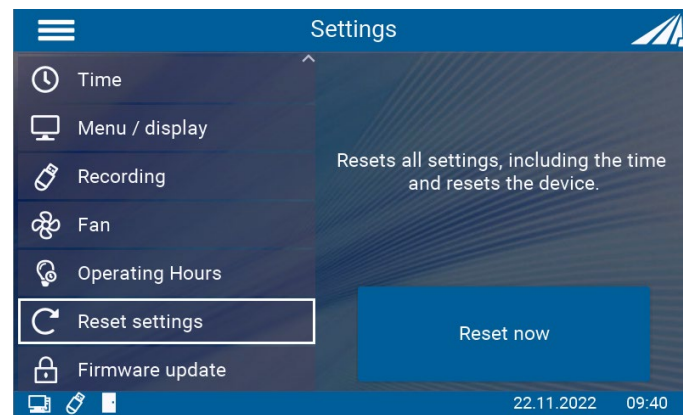 Settings
Time
Menu / display
Recording
Fan
Operating Hours
Reset settings
Firmware update
Resets all settings, including the time
and resets the device.
Reset now
22.11.2022 09:40